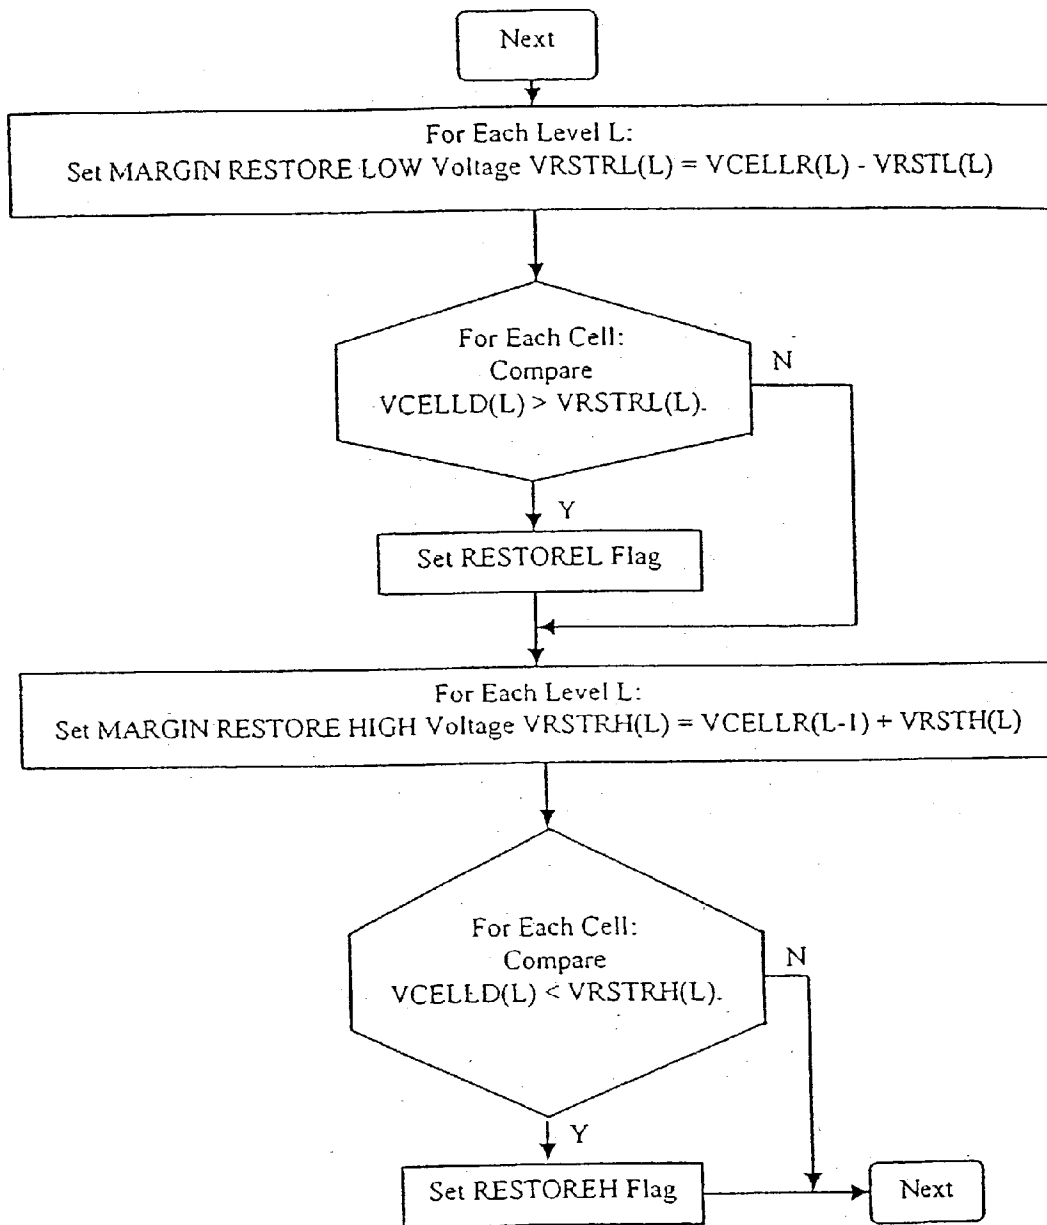 Next
For Each Level L:
Set MARGIN RESTORE LOW Voltage VRSTRL(L) = VCELLR(L) - VRSTL(L)
For Each Cell:
Compare
VCELLD(L) > VRSTRL(L).
N
Y
Set RESTOREL Flag
For Each Level L:
Set MARGIN RESTORE HIGH Voltage VRSTRH(L) = VCELLR(L-1) + VRSTH(L)
For Each Cell:
Compare
VCELLD(L) < VRSTRH(L).
N
Y
Set RESTOREH Flag
Next